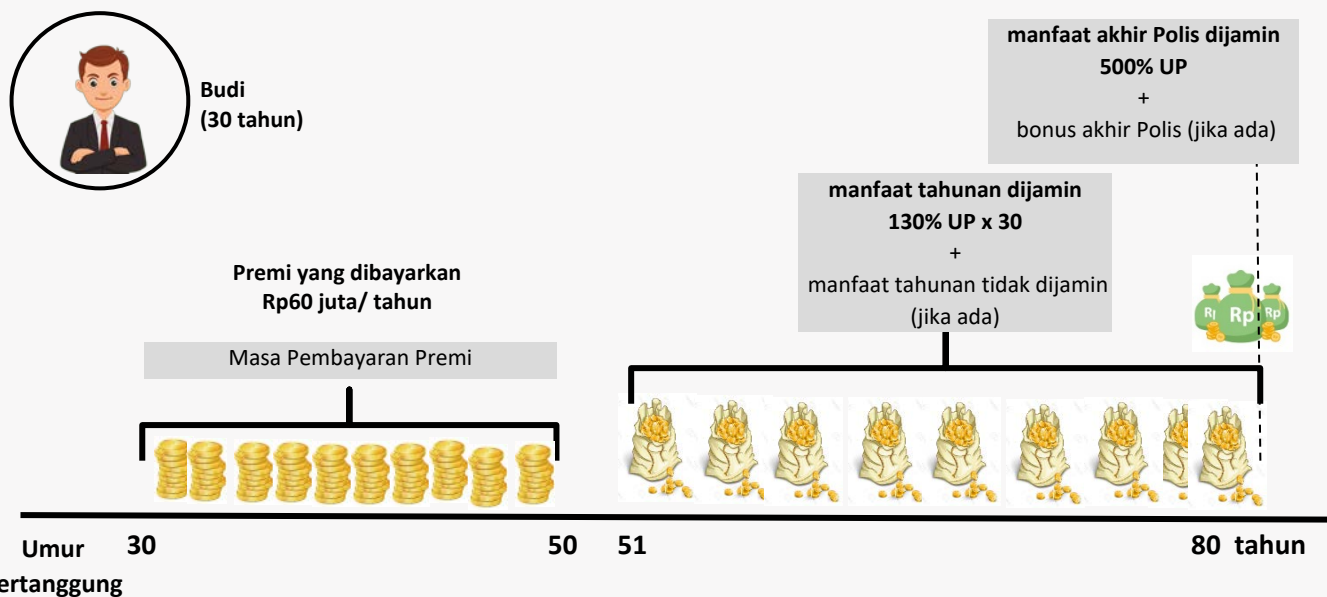 Budi
(30 tahun)
manfaat akhir Polis dijamin
500% UP
+
bonus akhir Polis (jika ada)
manfaat tahunan dijamin
130% UP x 30
+
manfaat tahunan tidak dijamin
(jika ada)
Premi yang dibayarkan
Rp60 juta/ tahun
Masa Pembayaran Premi
Rp
Rp
Umur
ertanggung
30
50
51
80 tahun